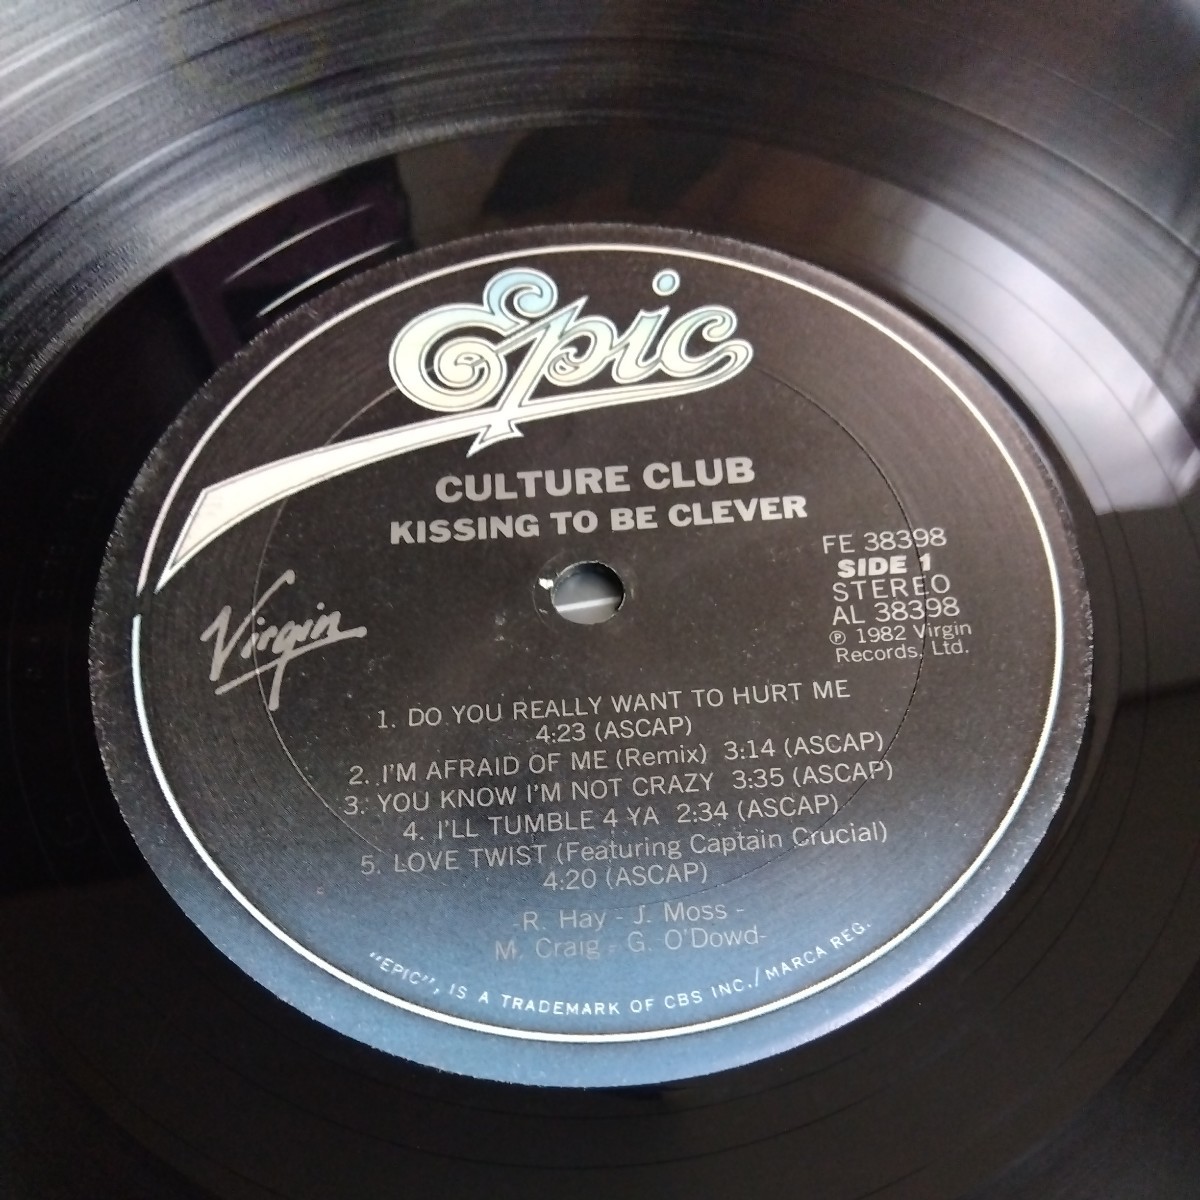 Epic
CULTURE CLUB
KISSING TO BE CLEVER
FE 38398
SIDE 1
STEREO
AL 38398
℗ 1982 Virgin
Records, Ltd.
Virgin
1. DO YOU REALLY WANT TO HURT ME
4:23 (ASCAP)
2. I'M AFRAID OF ME (Remix) 3:14 (ASCAP)
3. YOU KNOW I'M NOT CRAZY 3:35 (ASCAP)
4. I'LL TUMBLE 4 YA 2:34 (ASCAP)
5. LOVE TWIST (Featuring Captain Crucial)
4:20 (ASCAP)
-R. Hay - J. Moss -
M. Craig - G. O'Dowd-
"EPIC", IS A TRADEMARK OF CBS INC./MARCA REG.